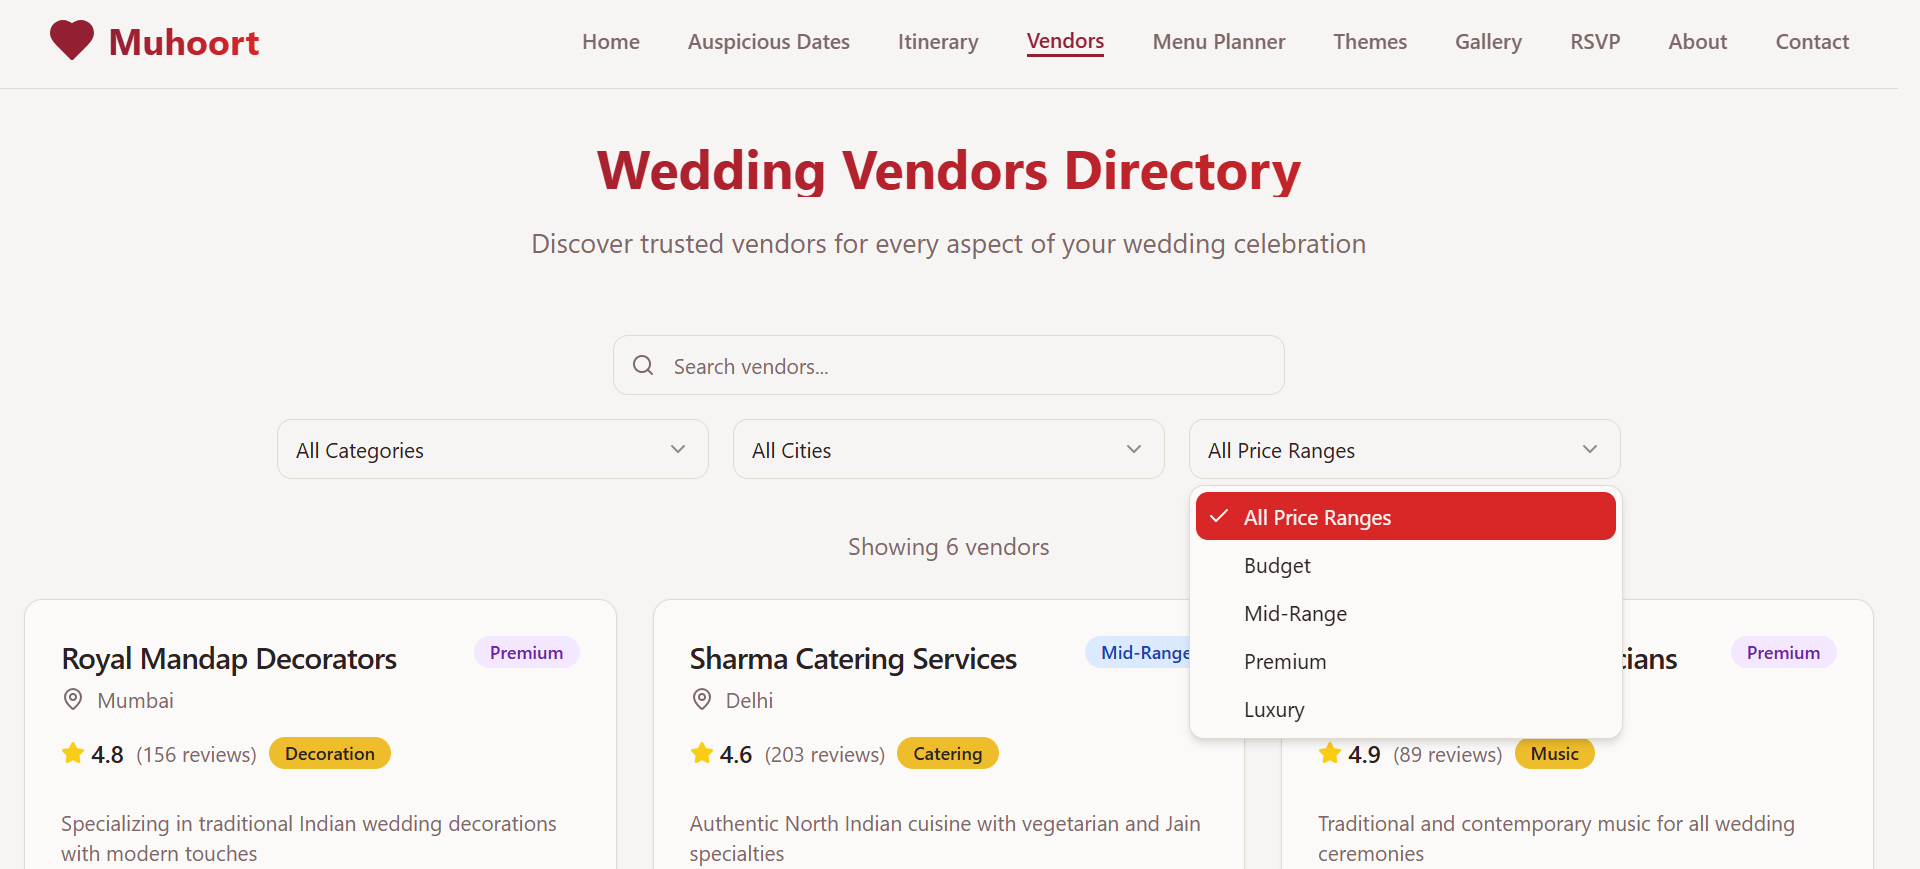 Muhoort
Home
Auspicious Dates
Itinerary
Vendors
Menu Planner
Themes
Gallery
RSVP
About
Contact
Wedding Vendors Directory
Discover trusted vendors for every aspect of your wedding celebration
Search vendors...
All Categories
All Cities
All Price Ranges
All Price Ranges
Budget
Mid-Range
Premium
Luxury
Showing 6 vendors
Royal Mandap Decorators
Premium
Mumbai
4.8 (156 reviews) Decoration
Specializing in traditional Indian wedding decorations
with modern touches
Sharma Catering Services
Mid-Range
Delhi
4.6 (203 reviews) Catering
Authentic North Indian cuisine with vegetarian and Jain
specialties
Premium
4.9 (89 reviews) Music
Traditional and contemporary music for all wedding
ceremonies